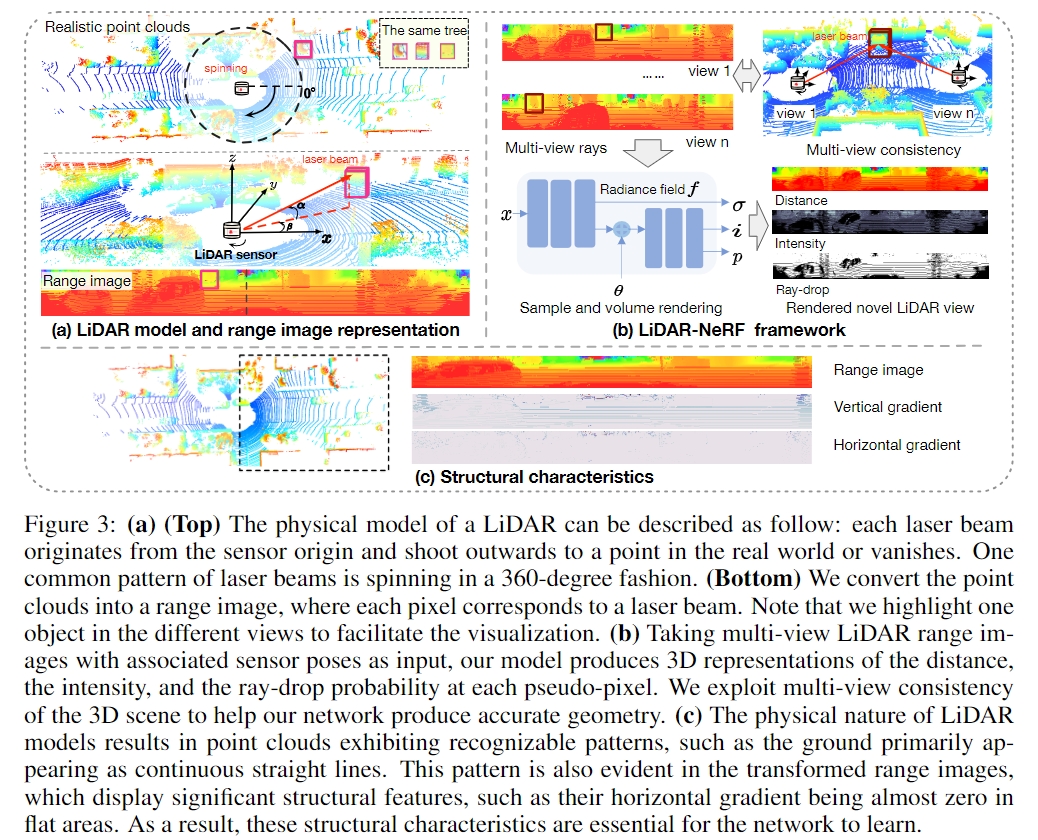 Realistic point clouds
The same tree
spinning
0°
z
laser beam
y
α
β
x
LiDAR sensor
Range image
(a) LiDAR model and range image representation
laser beam
......
view 1
view n
view 1
view n
Multi-view rays
Multi-view consistency
Radiance field f
x
σ
i
p
θ
Distance
Intensity
Ray-drop
Sample and volume rendering
Rendered novel LiDAR view
(b) LiDAR-NeRF framework
Range image
Vertical gradient
Horizontal gradient
(c) Structural characteristics
Figure 3: (a) (Top) The physical model of a LiDAR can be described as follow: each laser beam
originates from the sensor origin and shoot outwards to a point in the real world or vanishes. One
common pattern of laser beams is spinning in a 360-degree fashion. (Bottom) We convert the point
clouds into a range image, where each pixel corresponds to a laser beam. Note that we highlight one
object in the different views to facilitate the visualization. (b) Taking multi-view LiDAR range im-
ages with associated sensor poses as input, our model produces 3D representations of the distance,
the intensity, and the ray-drop probability at each pseudo-pixel. We exploit multi-view consistency
of the 3D scene to help our network produce accurate geometry. (c) The physical nature of LiDAR
models results in point clouds exhibiting recognizable patterns, such as the ground primarily ap-
pearing as continuous straight lines. This pattern is also evident in the transformed range images,
which display significant structural features, such as their horizontal gradient being almost zero in
flat areas. As a result, these structural characteristics are essential for the network to learn.